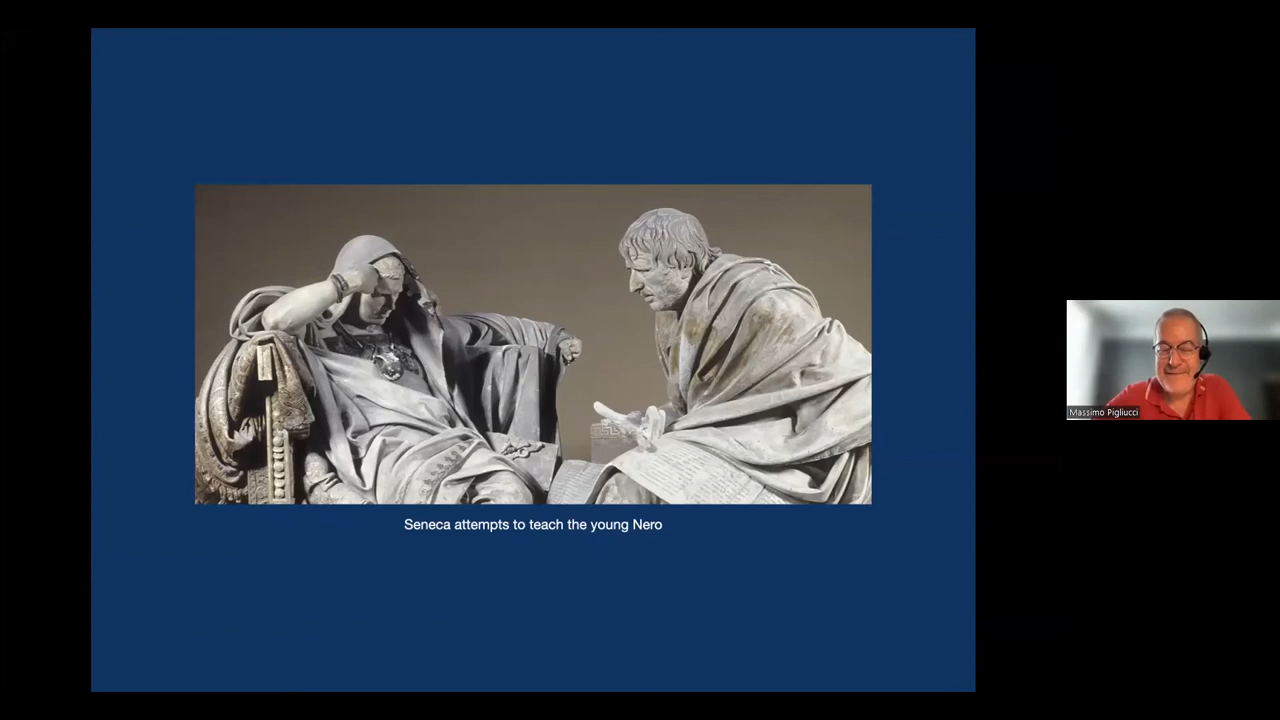 Seneca attempts to teach the young Nero
Massimo Pigliucci